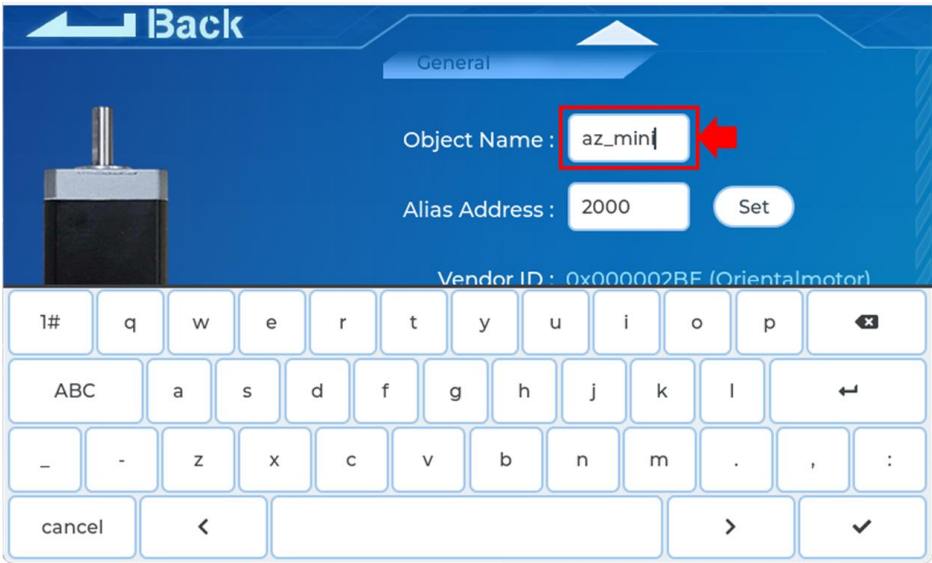 Back
General
Object Name : az_mini
Alias Address : 2000 Set
Vendor ID : 0x000002BE (Orientalmotor)
1# q w e r t y u i o p
ABC a s d f g h j k l
_ - z x c v b n m . , :
cancel